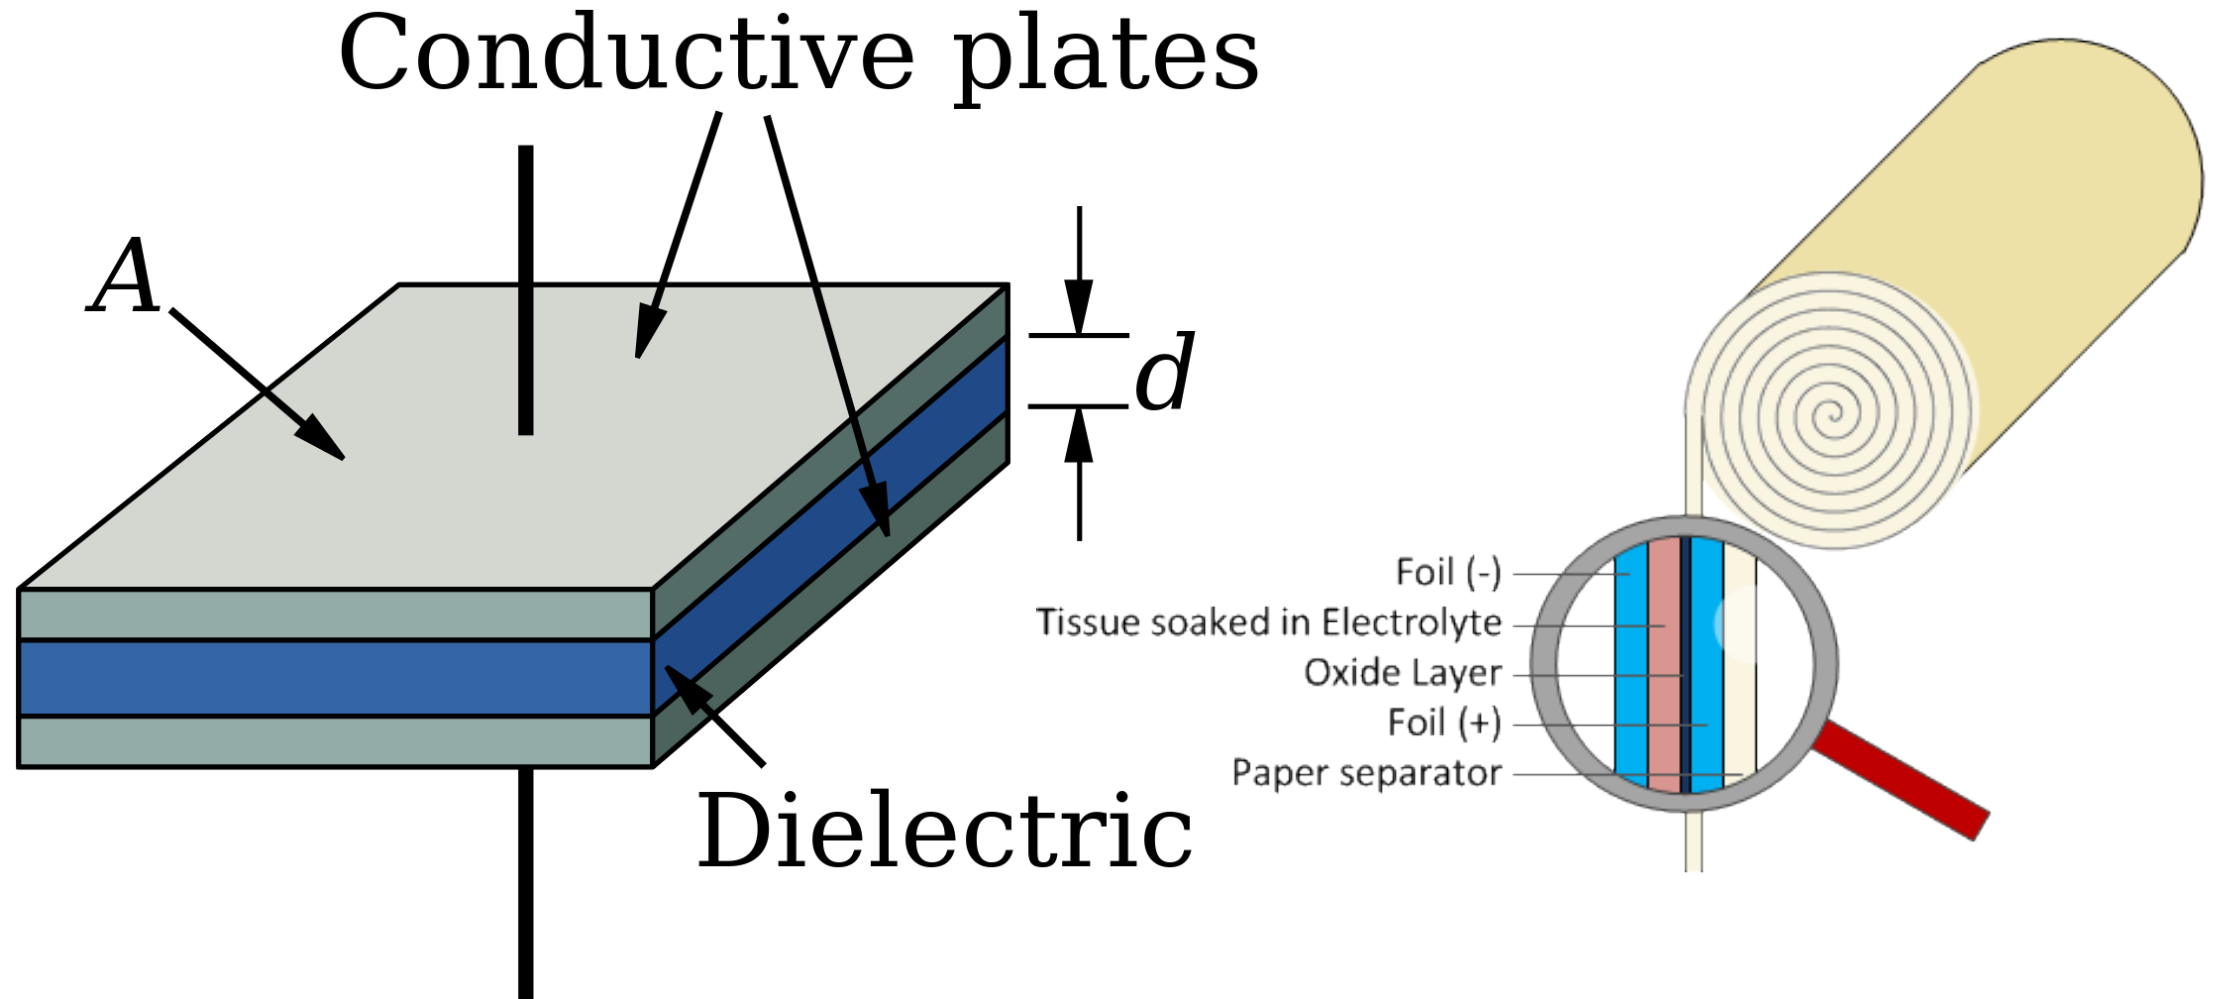 Conductive plates
A
d
Dielectric
Foil (-)
Tissue soaked in Electrolyte
Oxide Layer
Foil (+)
Paper separator